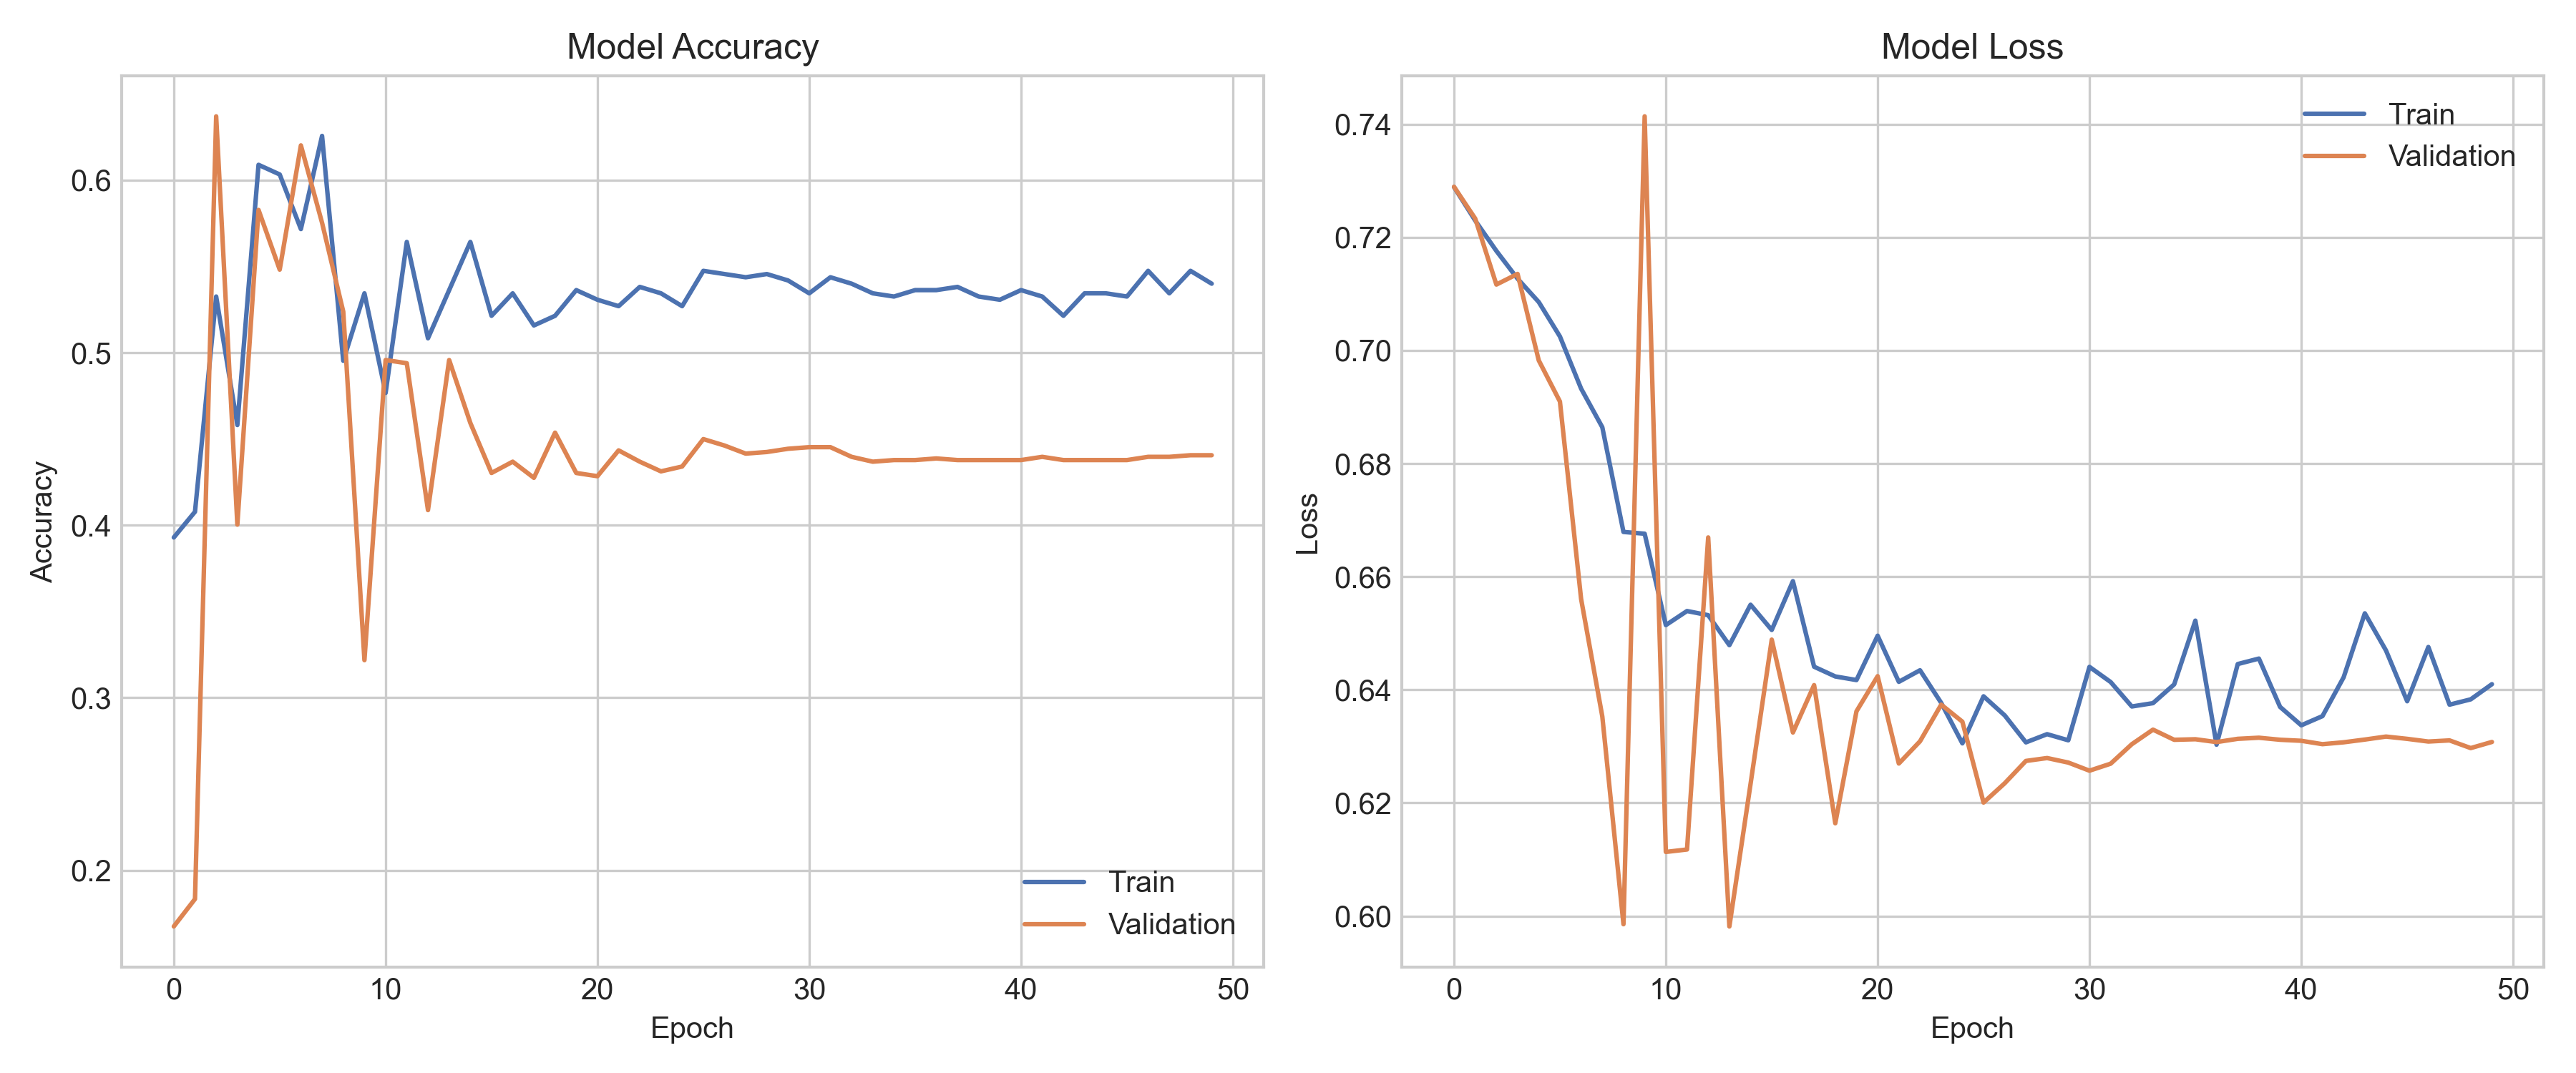 Model Accuracy
Accuracy
0.6
0.5
0.4
0.3
0.2
0 10 20 30 40 50
Epoch
Train
Validation
Model Loss
Loss
0.74
0.72
0.70
0.68
0.66
0.64
0.62
0.60
0 10 20 30 40 50
Epoch
Train
Validation